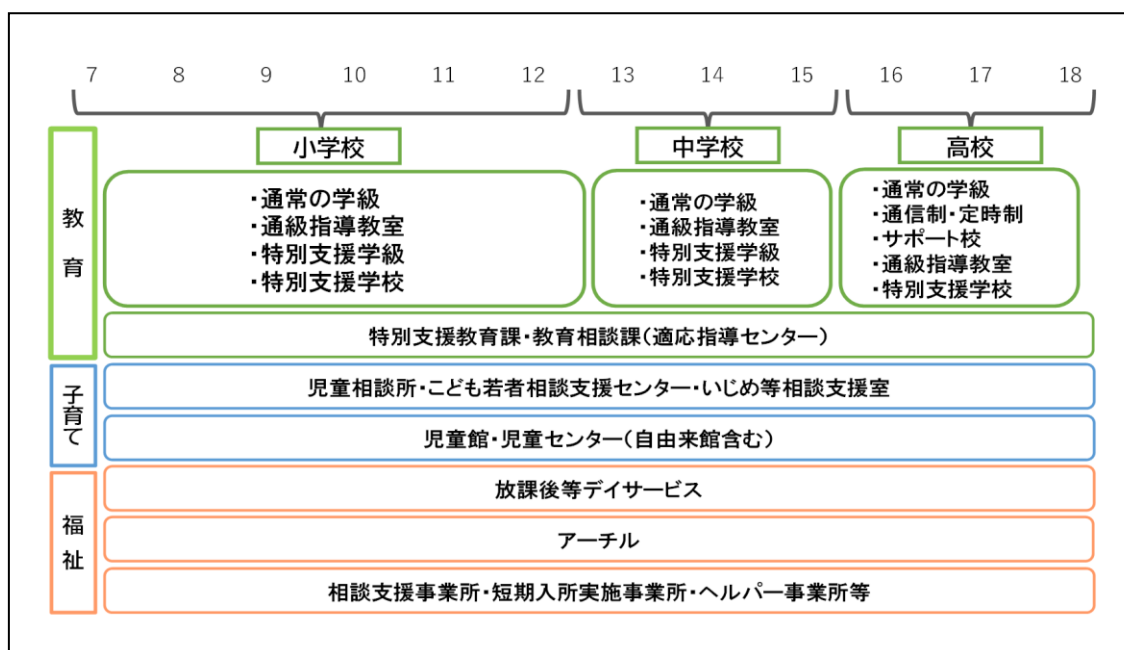 7 8 9 10 11 12 13 14 15 16 17 18
小学校 中学校 高校
教育
・通常の学級
・通級指導教室
・特別支援学級
・特別支援学校
・通常の学級
・通級指導教室
・特別支援学級
・特別支援学校
・通常の学級
・通信制・定時制
・サポート校
・通級指導教室
・特別支援学校
特別支援教育課・教育相談課(適応指導センター)
子育て
児童相談所・こども若者相談支援センター・いじめ等相談支援室
児童館・児童センター(自由来館含む)
福祉
放課後等デイサービス
アーチル
相談支援事業所・短期入所実施事業所・ヘルパー事業所等